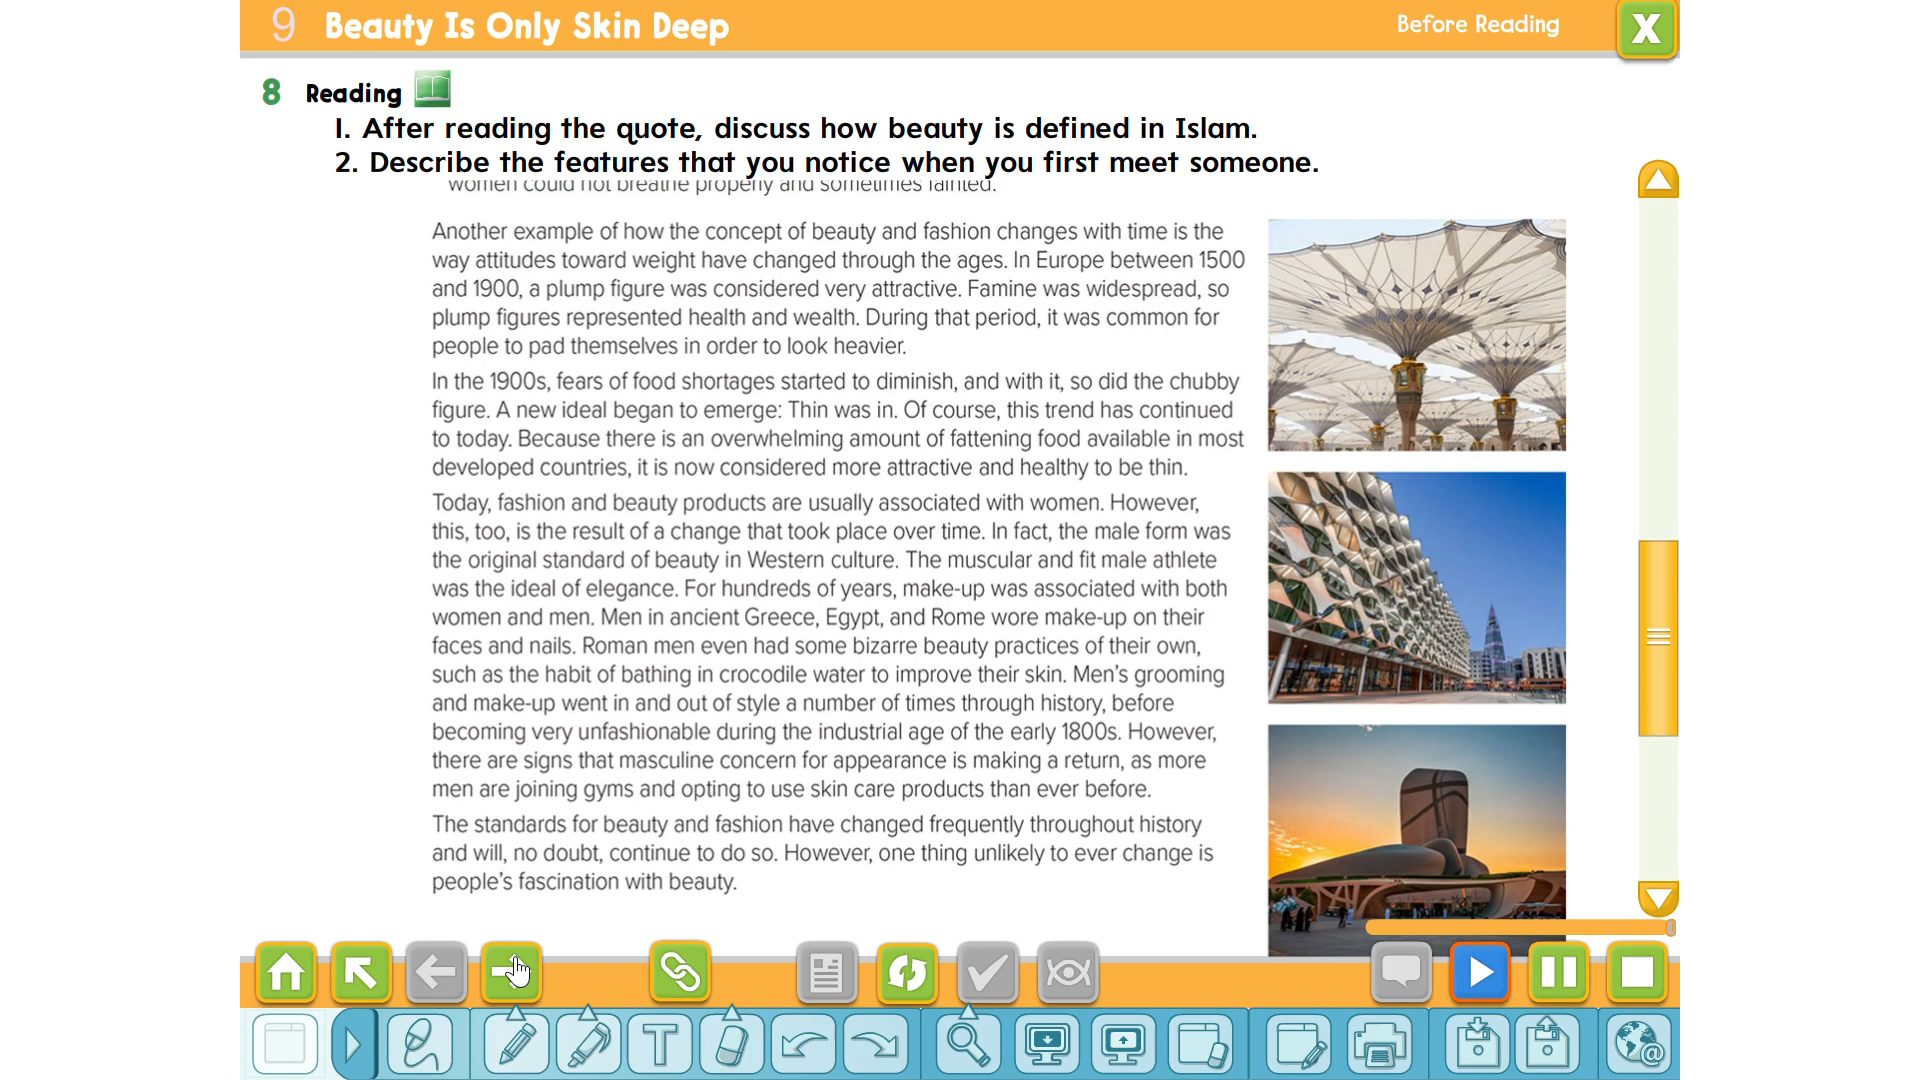 9 Beauty Is Only Skin Deep
Before Reading
X
8 Reading
1. After reading the quote, discuss how beauty is defined in Islam.
2. Describe the features that you notice when you first meet someone.
women could not breathe properly and sometimes fainted.
Another example of how the concept of beauty and fashion changes with time is the
way attitudes toward weight have changed through the ages. In Europe between 1500
and 1900, a plump figure was considered very attractive. Famine was widespread, so
plump figures represented health and wealth. During that period, it was common for
people to pad themselves in order to look heavier.
In the 1900s, fears of food shortages started to diminish, and with it, so did the chubby
figure. A new ideal began to emerge: Thin was in. Of course, this trend has continued
to today. Because there is an overwhelming amount of fattening food available in most
developed countries, it is now considered more attractive and healthy to be thin.
Today, fashion and beauty products are usually associated with women. However,
this, too, is the result of a change that took place over time. In fact, the male form was
the original standard of beauty in Western culture. The muscular and fit male athlete
was the ideal of elegance. For hundreds of years, make-up was associated with both
women and men. Men in ancient Greece, Egypt, and Rome wore make-up on their
faces and nails. Roman men even had some bizarre beauty practices of their own,
such as the habit of bathing in crocodile water to improve their skin. Men's grooming
and make-up went in and out of style a number of times through history, before
becoming very unfashionable during the industrial age of the early 1800s. However,
there are signs that masculine concern for appearance is making a return, as more
men are joining gyms and opting to use skin care products than ever before.
The standards for beauty and fashion have changed frequently throughout history
and will, no doubt, continue to do so. However, one thing unlikely to ever change is
people's fascination with beauty.
T
@